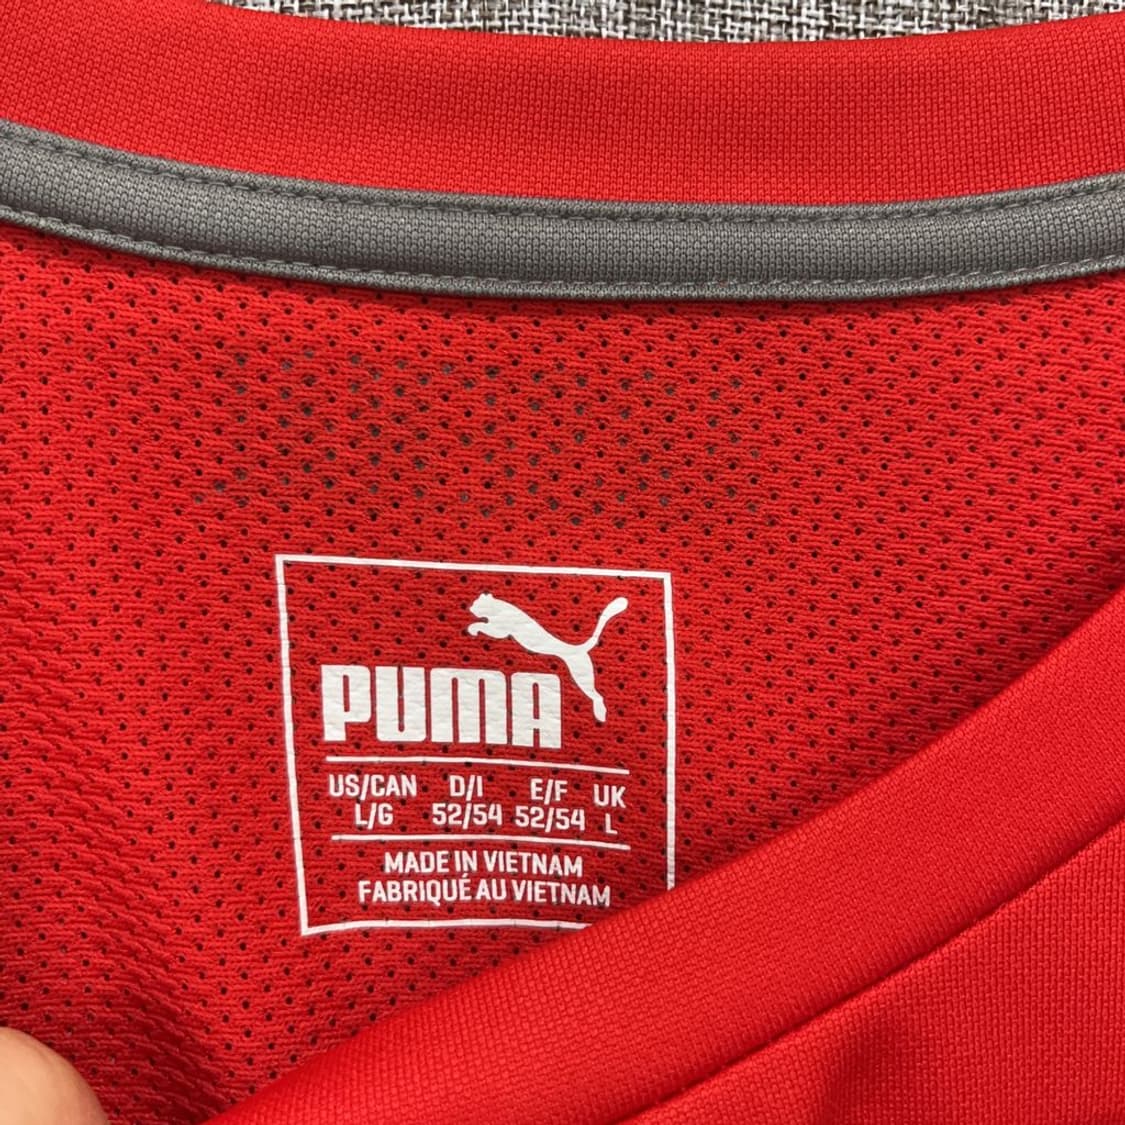 PUMA
US/CAN D/I E/F UK
L/G 52/54 52/54 L
MADE IN VIETNAM
FABRIQUÉ AU VIETNAM